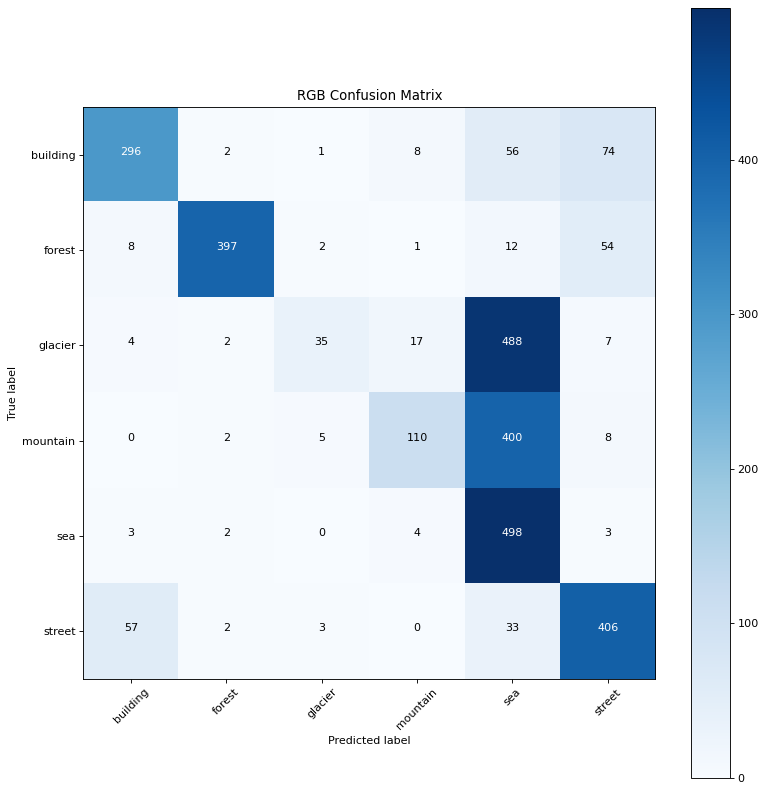 RGB Confusion Matrix
True label
building 296 2 1 8 56 74
forest 8 397 2 1 12 54
glacier 4 2 35 17 488 7
mountain 0 2 5 110 400 8
sea 3 2 0 4 498 3
street 57 2 3 0 33 406
building forest glacier mountain sea street
Predicted label
400
300
200
100
0